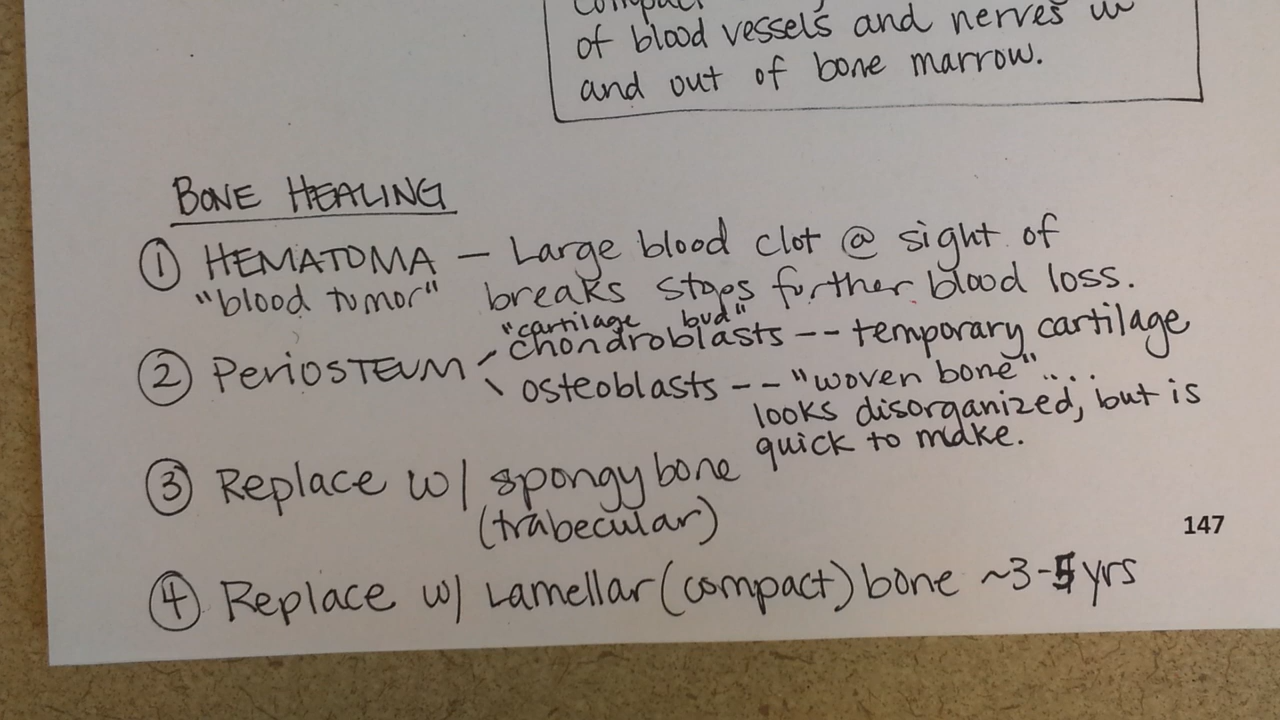 of blood vessels and nerves in
and out of bone marrow.
BONE HEALING
① HEMATOMA — Large blood clot @ sight of
"blood tumor" breaks stops further blood loss.
"cartilage bud"
② PERIOSTEUM chondroblasts -- temporary cartilage
osteoblasts -- "woven bone"...
looks disorganized, but is
quick to make.
③ Replace w/ spongy bone
(trabecular)
147
④ Replace w/ Lamellar (compact) bone ~3-5 yrs